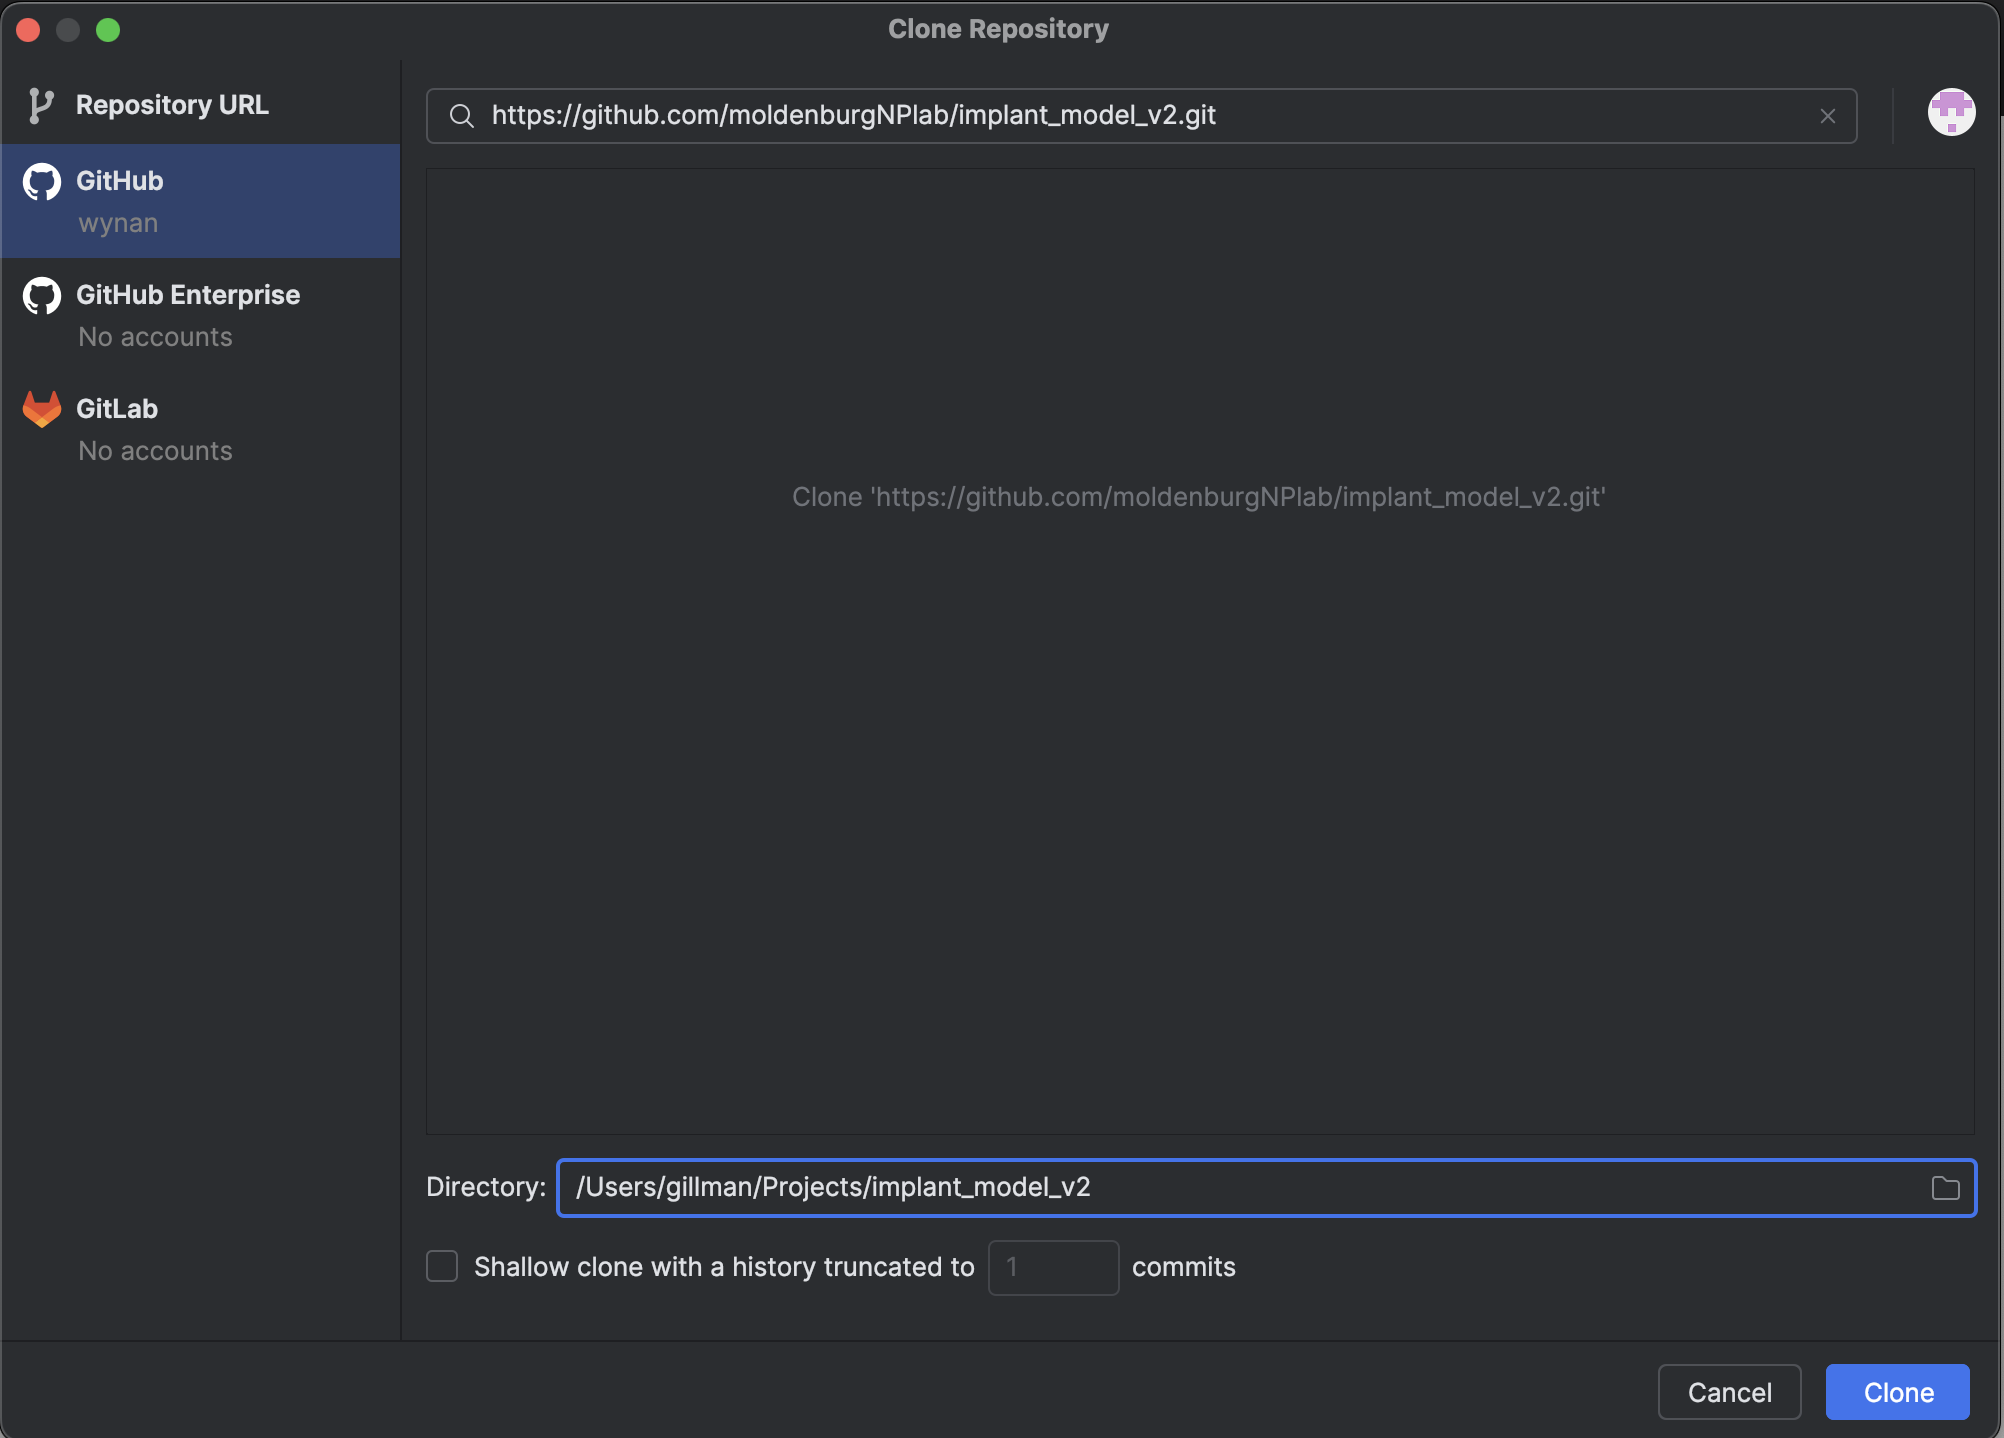 Clone Repository
Repository URL
GitHub
wynan
GitHub Enterprise
No accounts
GitLab
No accounts
https://github.com/moldenburgNPlab/implant_model_v2.git
Clone 'https://github.com/moldenburgNPlab/implant_model_v2.git'
Directory: /Users/gillman/Projects/implant_model_v2
Shallow clone with a history truncated to 1 commits
Cancel Clone